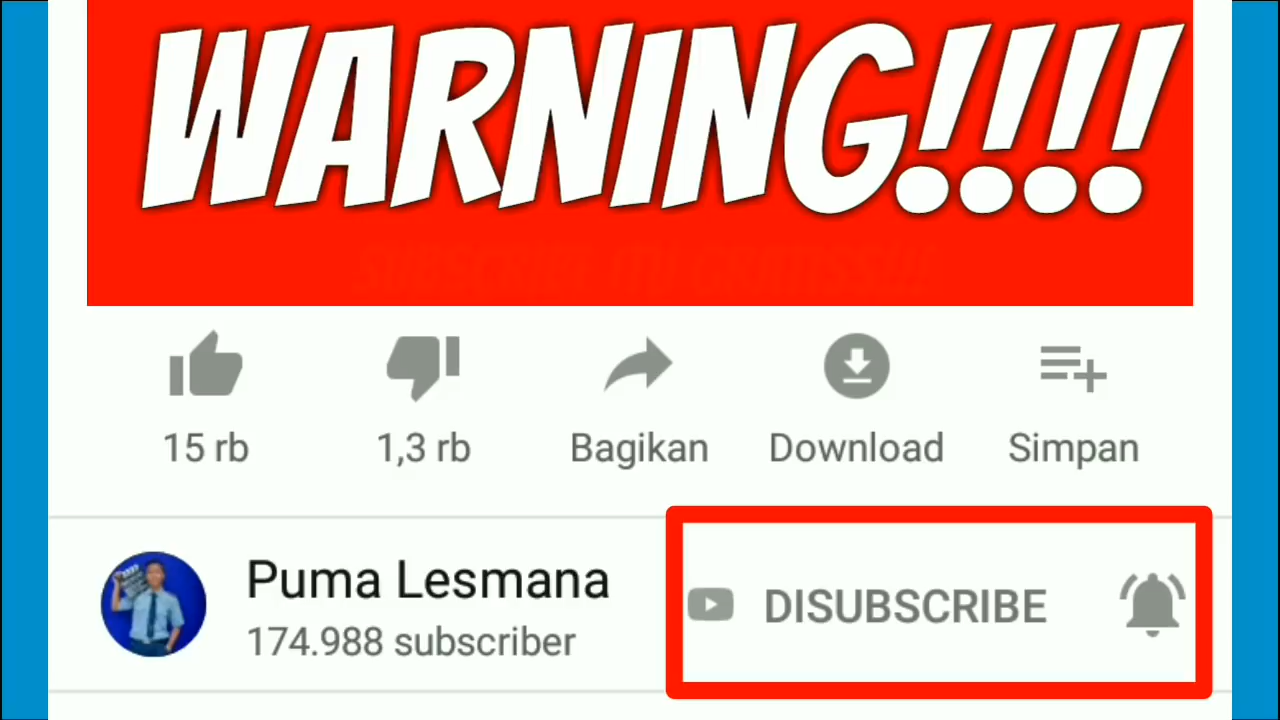 WARNING!!!!
15 rb
1,3 rb
Bagikan
Download
Simpan
Puma Lesmana
174.988 subscriber
DISUBSCRIBE